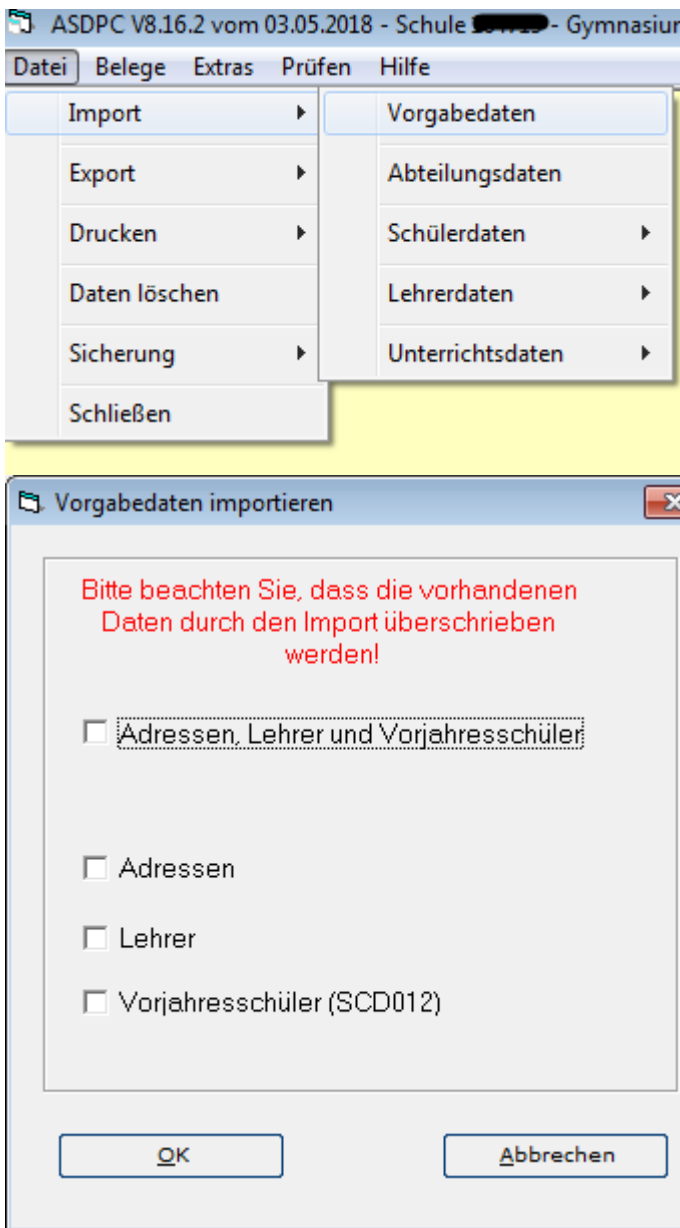 ASDPC V8.16.2 vom 03.05.2018 - Schule - Gymnasiur
Datei Belege Extras Prüfen Hilfe
Import Vorgabedaten
Export Abteilungsdaten
Drucken Schülerdaten
Daten löschen Lehrerdaten
Sicherung Unterrichtsdaten
Schließen
Vorgabedaten importieren
Bitte beachten Sie, dass die vorhandenen
Daten durch den Import überschrieben
werden!
Adressen, Lehrer und Vorjahresschüler
Adressen
Lehrer
Vorjahresschüler (SCD012)
OK Abbrechen